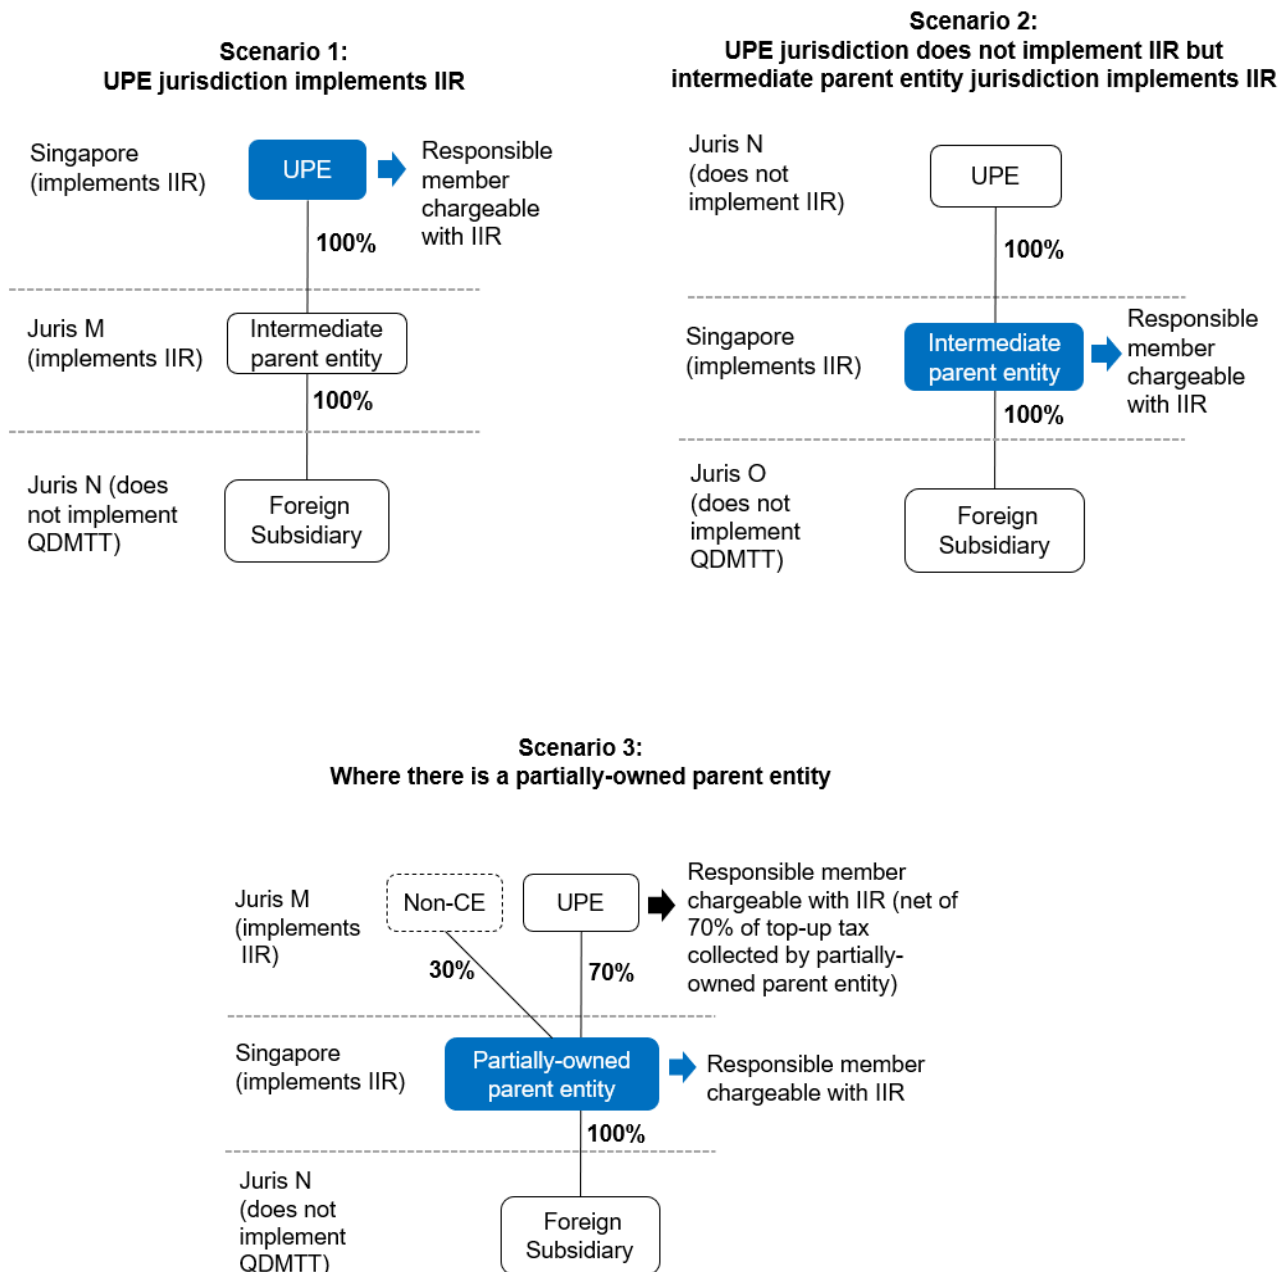 Scenario 1:
UPE jurisdiction implements IIR
Singapore
(implements IIR)
UPE
Responsible
member
chargeable
with IIR
100%
Juris M
(implements IIR)
Intermediate
parent entity
100%
Juris N (does
not implement
QDMTT)
Foreign
Subsidiary
Scenario 2:
UPE jurisdiction does not implement IIR but
intermediate parent entity jurisdiction implements IIR
Juris N
(does not
implement IIR)
UPE
100%
Singapore
(implements IIR)
Intermediate
parent entity
Responsible
member
chargeable
with IIR
100%
Juris O
(does not
implement
QDMTT)
Foreign
Subsidiary
Scenario 3:
Where there is a partially-owned parent entity
Juris M
(implements
IIR)
Non-CE
UPE
Responsible member
chargeable with IIR (net of
70% of top-up tax
collected by partially-
owned parent entity)
30%
70%
Singapore
(implements IIR)
Partially-owned
parent entity
Responsible member
chargeable with IIR
100%
Juris N
(does not
implement
QDMTT)
Foreign
Subsidiary